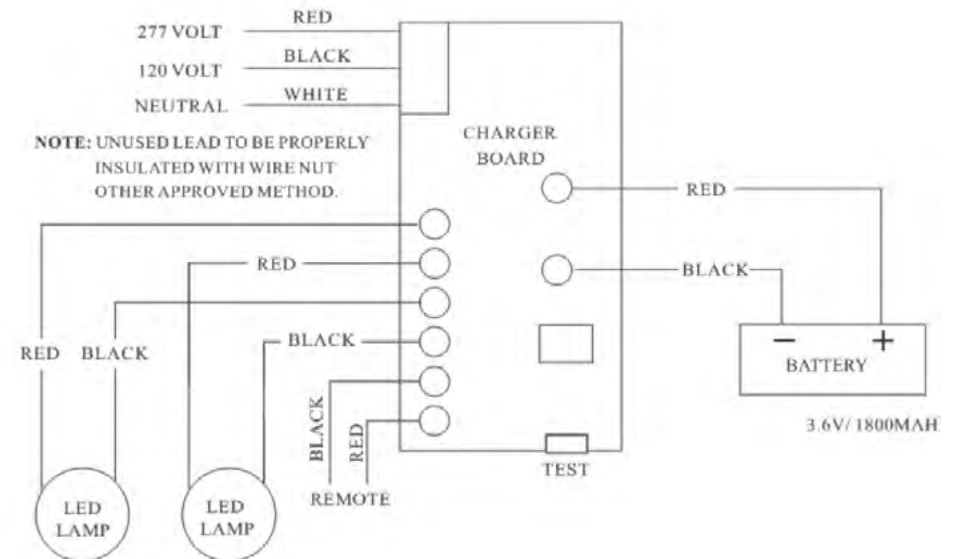 RED
277 VOLT
BLACK
120 VOLT
WHITE
NEUTRAL
NOTE: UNUSED LEAD TO BE PROPERLY
INSULATED WITH WIRE NUT
OTHER APPROVED METHOD.
CHARGER
BOARD
RED
RED
BLACK
BLACK
RED BLACK
BLACK
RED
REMOTE
TEST
- +
BATTERY
3.6V/ 1800MAH
LED
LAMP
LED
LAMP